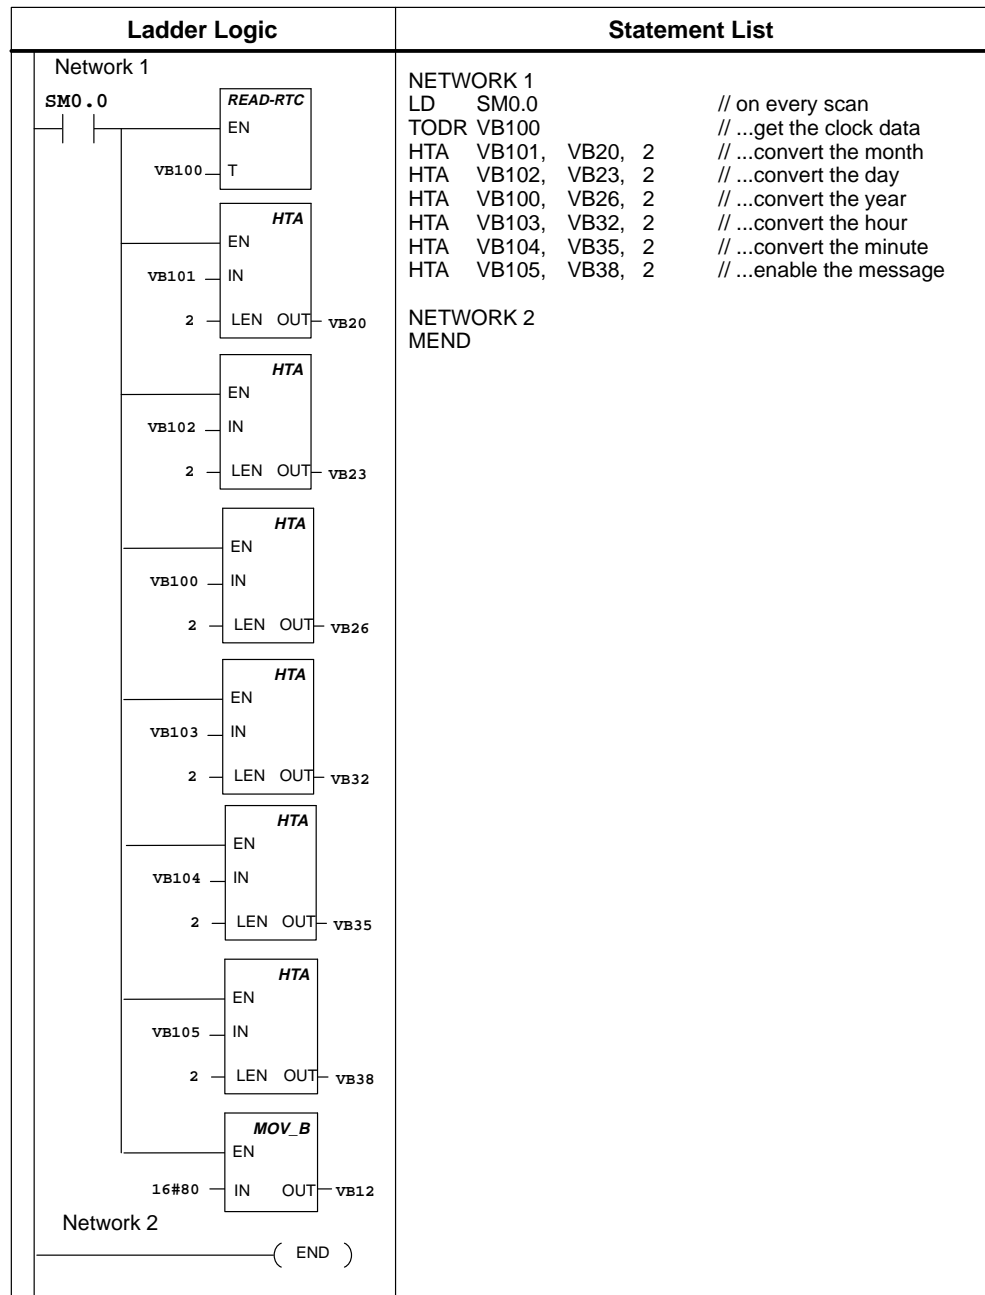 Ladder Logic
Statement List
Network 1
SM0.0
READ-RTC
EN
VB100 T
HTA
EN
VB101 IN
2 LEN OUT VB20
HTA
EN
VB102 IN
2 LEN OUT VB23
HTA
EN
VB100 IN
2 LEN OUT VB26
HTA
EN
VB103 IN
2 LEN OUT VB32
HTA
EN
VB104 IN
2 LEN OUT VB35
HTA
EN
VB105 IN
2 LEN OUT VB38
MOV_B
EN
16#80 IN OUT VB12
Network 2
( END )
NETWORK 1
LD SM0.0 // on every scan
TODR VB100 // ...get the clock data
HTA VB101, VB20, 2 // ...convert the month
HTA VB102, VB23, 2 // ...convert the day
HTA VB100, VB26, 2 // ...convert the year
HTA VB103, VB32, 2 // ...convert the hour
HTA VB104, VB35, 2 // ...convert the minute
HTA VB105, VB38, 2 // ...enable the message
NETWORK 2
MEND